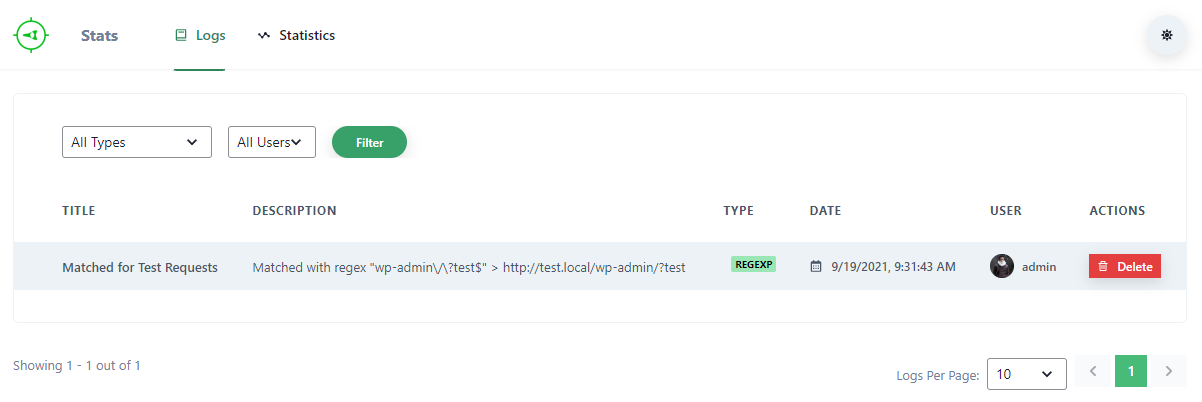 Stats Logs Statistics
All Types All Users Filter
TITLE DESCRIPTION TYPE DATE USER ACTIONS
Matched for Test Requests Matched with regex "wp-admin\/\?test$" > http://test.local/wp-admin/?test REGEXP 9/19/2021, 9:31:43 AM admin Delete
Showing 1 - 1 out of 1
Logs Per Page: 10 1